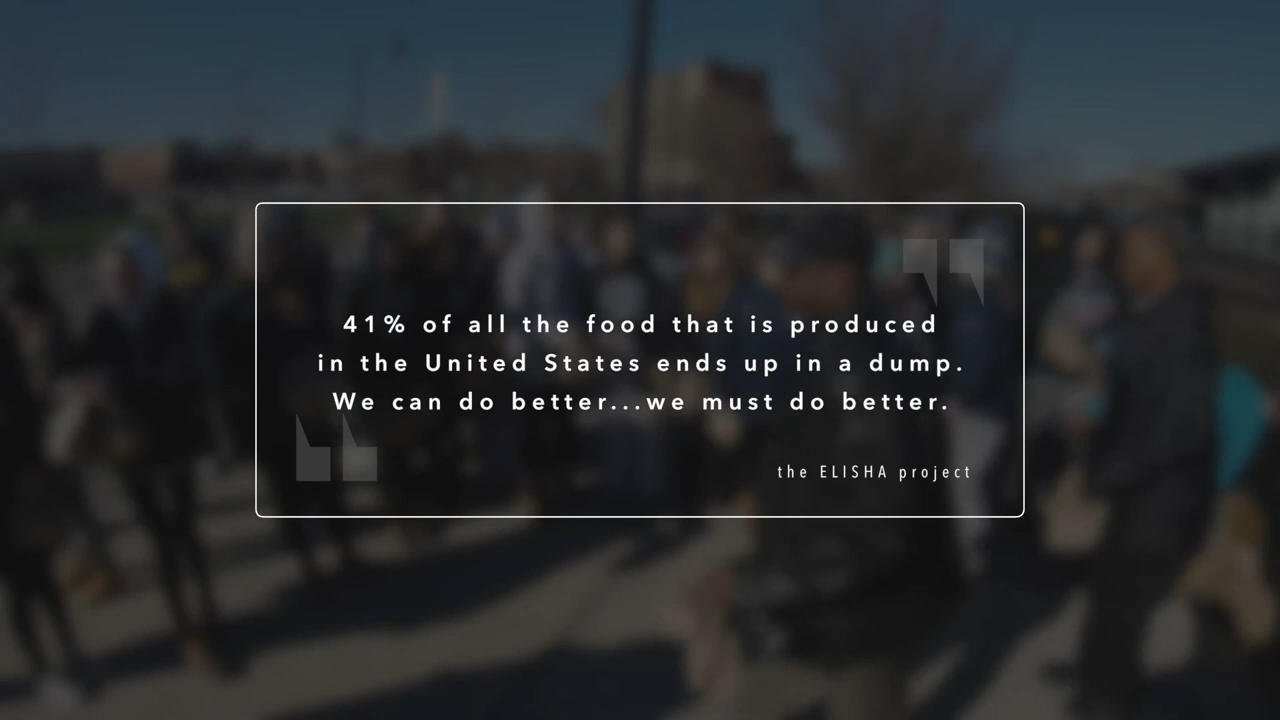 41% of all the food that is produced
in the United States ends up in a dump.
We can do better...we must do better.
the ELISHA project